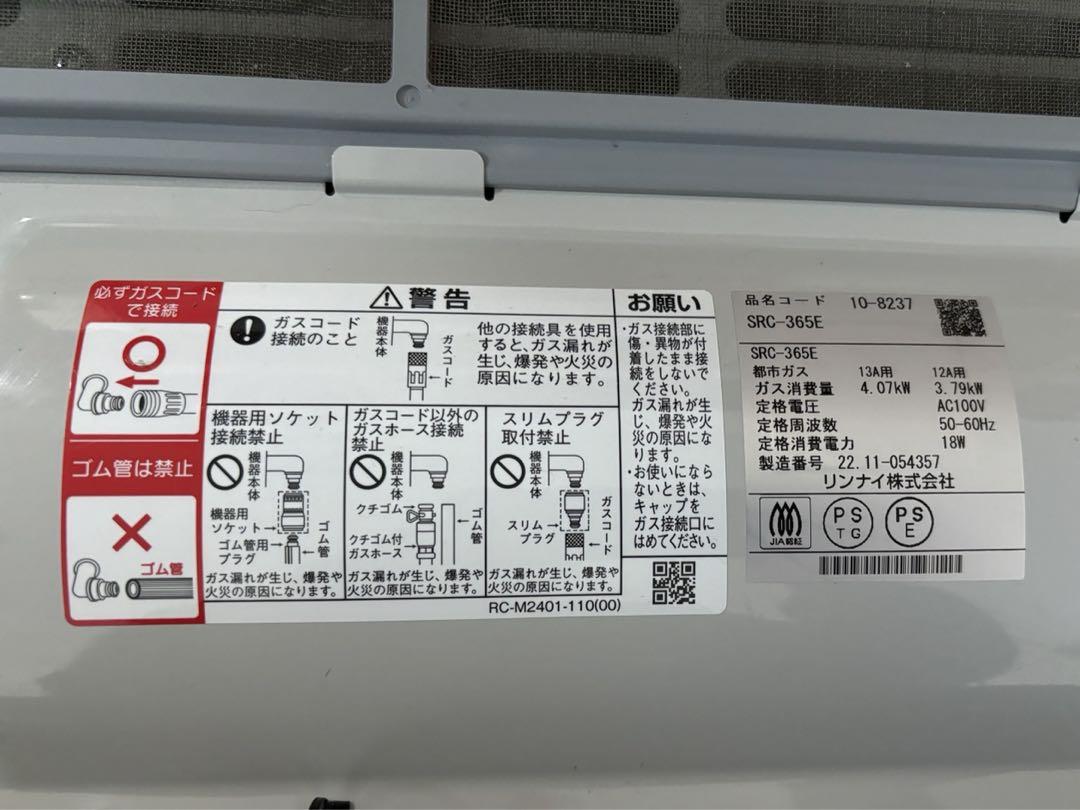 必ずガスコード
で接続
ゴム管は禁止
ゴム管
警告
ガスコード
接続のこと
機器本体
ガスコード
他の接続具を使用
すると、ガス漏れが
生じ、爆発や火災の
原因になります。
機器用ソケット
接続禁止
機器本体
機器用
ソケット
ゴム管用
プラグ
ゴム管
ガス漏れが生じ、爆発や
火災の原因になります。
ガスコード以外の
ガスホース接続
禁止
機器本体
クチゴム
クチゴム付
ガスホース
ゴム管
ガス漏れが生じ、爆発や
火災の原因になります。
スリムプラグ
取付禁止
機器本体
スリム
プラグ
ガスコード
ガス漏れが生じ、爆発や
火災の原因になります。
RC-M2401-110(00)
お願い
・ガス接続部に
傷・異物が付
着したまま接
続をしないで
ください。
ガス漏れが生
じ、爆発や火
災の原因にな
ります。
・お使いになら
ないときは、
キャップを
ガス接続口に
はめてください。
品名コード 10-8237
SRC-365E
SRC-365E
都市ガス 13A用 12A用
ガス消費量 4.07kW 3.79kW
定格電圧 AC100V
定格周波数 50-60Hz
定格消費電力 18W
製造番号 22.11-054357
リンナイ株式会社
JIA認証
PS
TG
PS
E